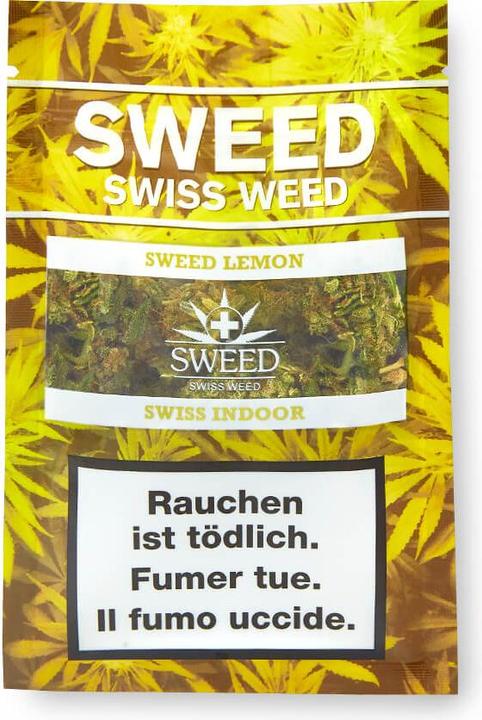 SWEED
SWISS WEED
SWEED LEMON
SWEED
SWISS WEED
SWISS INDOOR
Rauchen
ist tödlich.
Fumer tue.
Il fumo uccide.